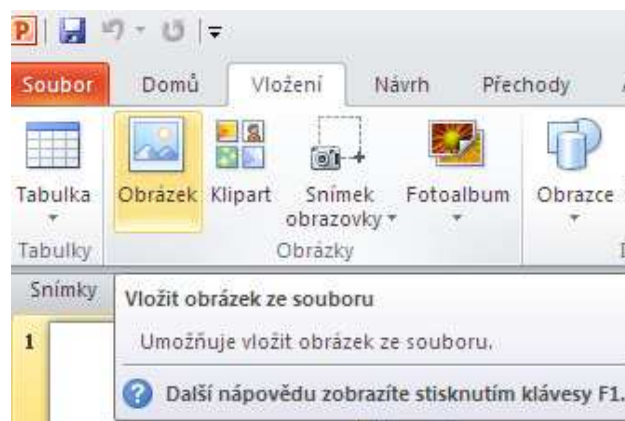 P
Soubor Domů Vložení Návrh Přechody
Tabulka Obrázek Klipart Snímek obrazovky Fotoalbum Obrazce
Tabulky Obrázky
Snímky
Vložit obrázek ze souboru
1
Umožňuje vložit obrázek ze souboru.
Další nápovědu zobrazíte stisknutím klávesy F1.